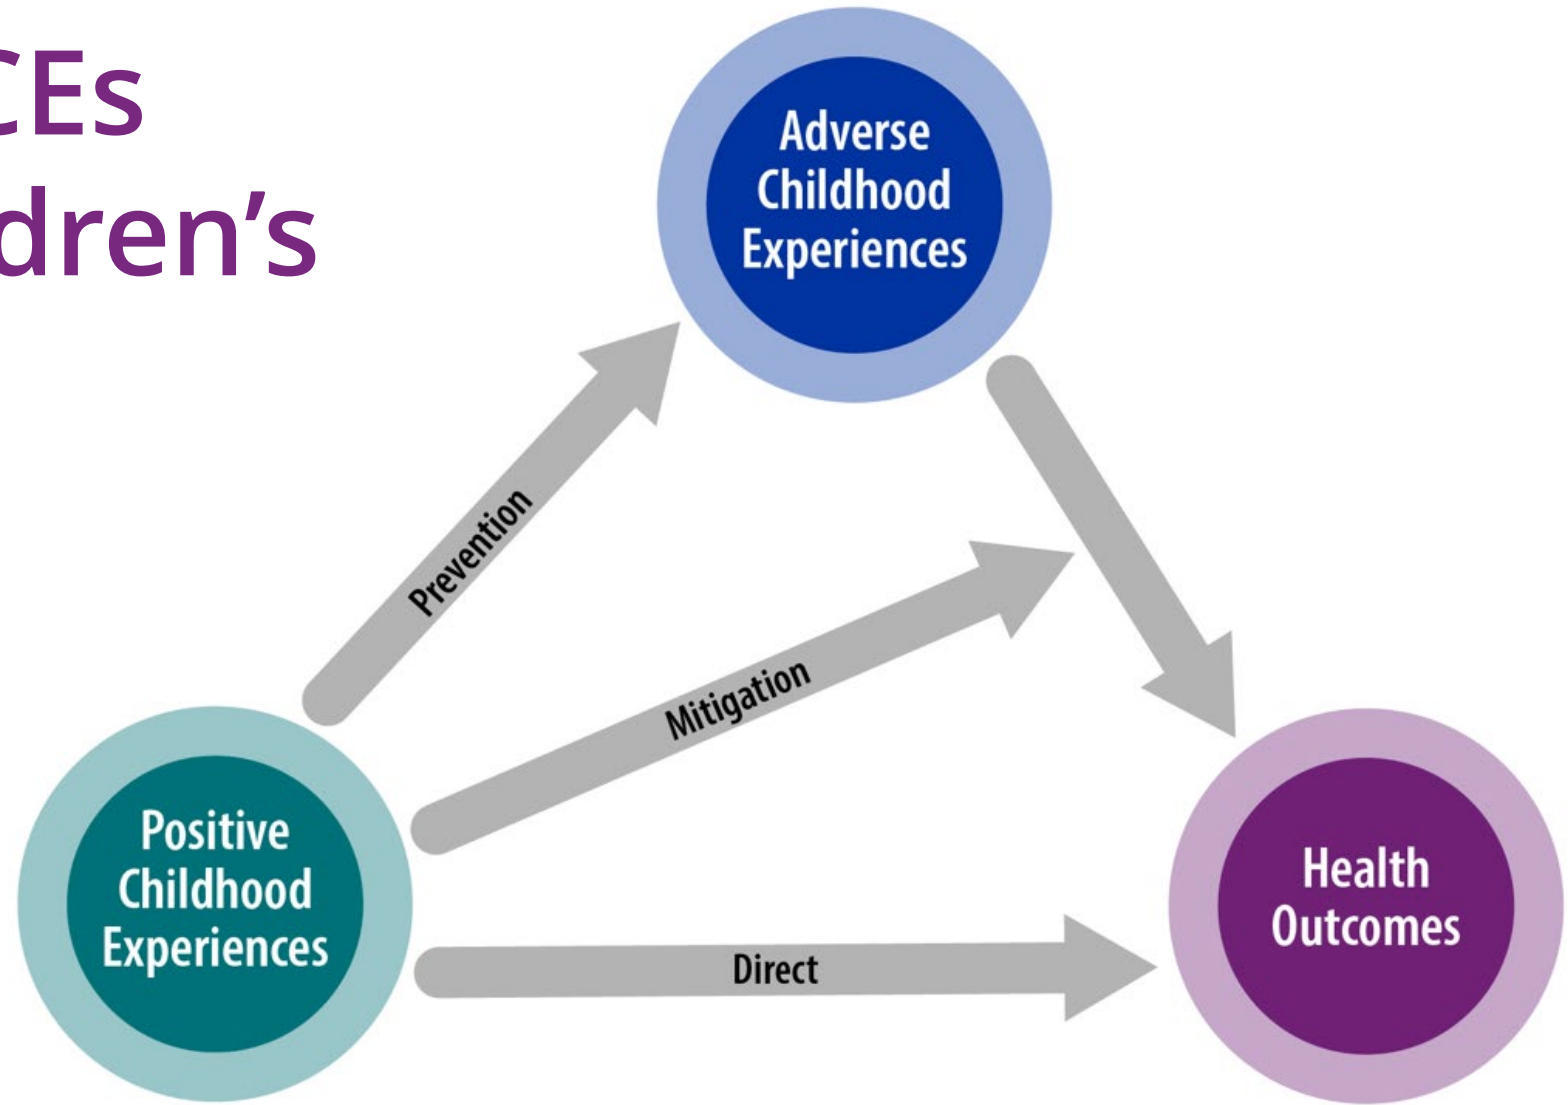 CEs
dren’s
Adverse
Childhood
Experiences
Prevention
Mitigation
Positive
Childhood
Experiences
Direct
Health
Outcomes